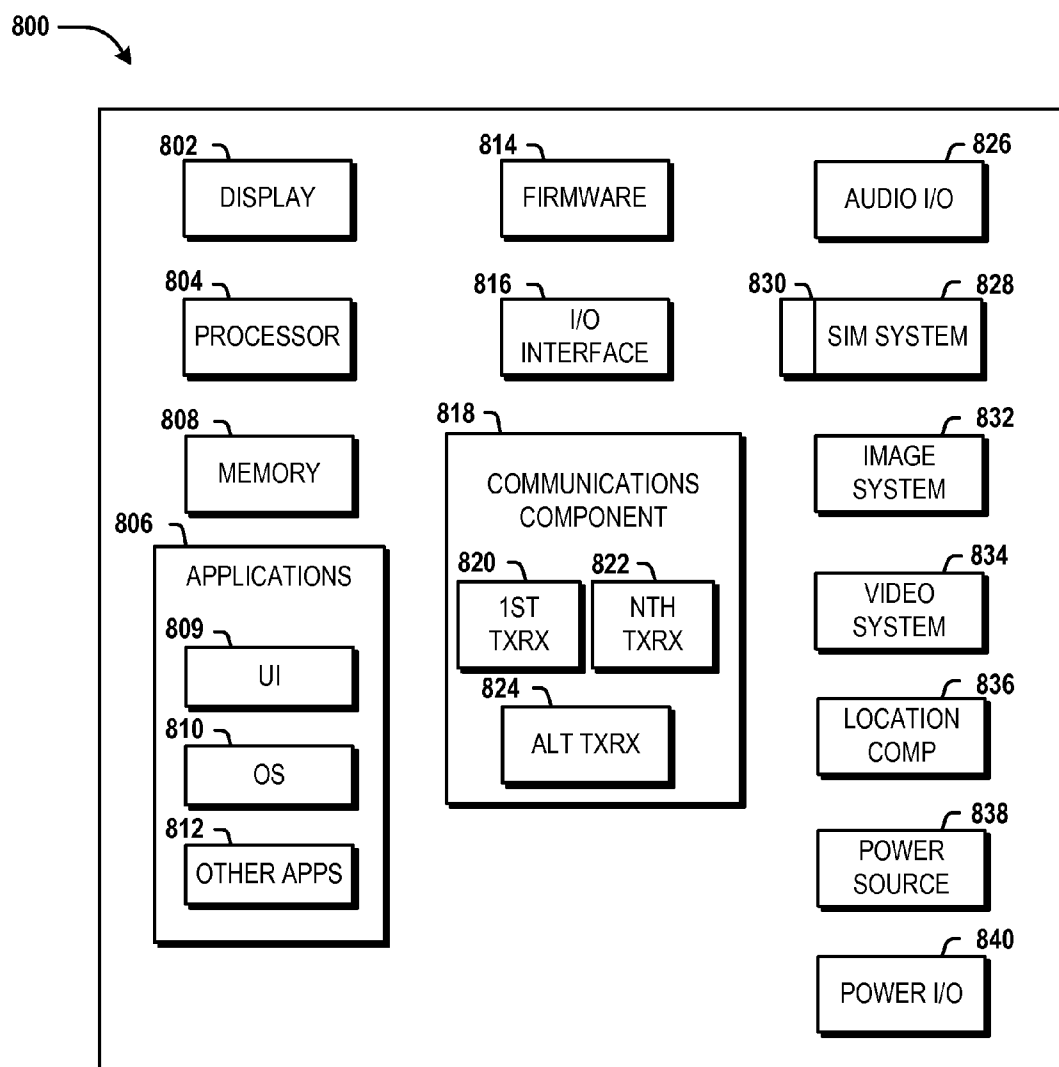 800
802
DISPLAY
804
PROCESSOR
808
MEMORY
806
APPLICATIONS
809
UI
810
OS
812
OTHER APPS
814
FIRMWARE
816
I/O
INTERFACE
818
COMMUNICATIONS
COMPONENT
820
1ST
TXRX
822
NTH
TXRX
824
ALT TXRX
826
AUDIO I/O
830
828
SIM SYSTEM
832
IMAGE
SYSTEM
834
VIDEO
SYSTEM
836
LOCATION
COMP
838
POWER
SOURCE
840
POWER I/O